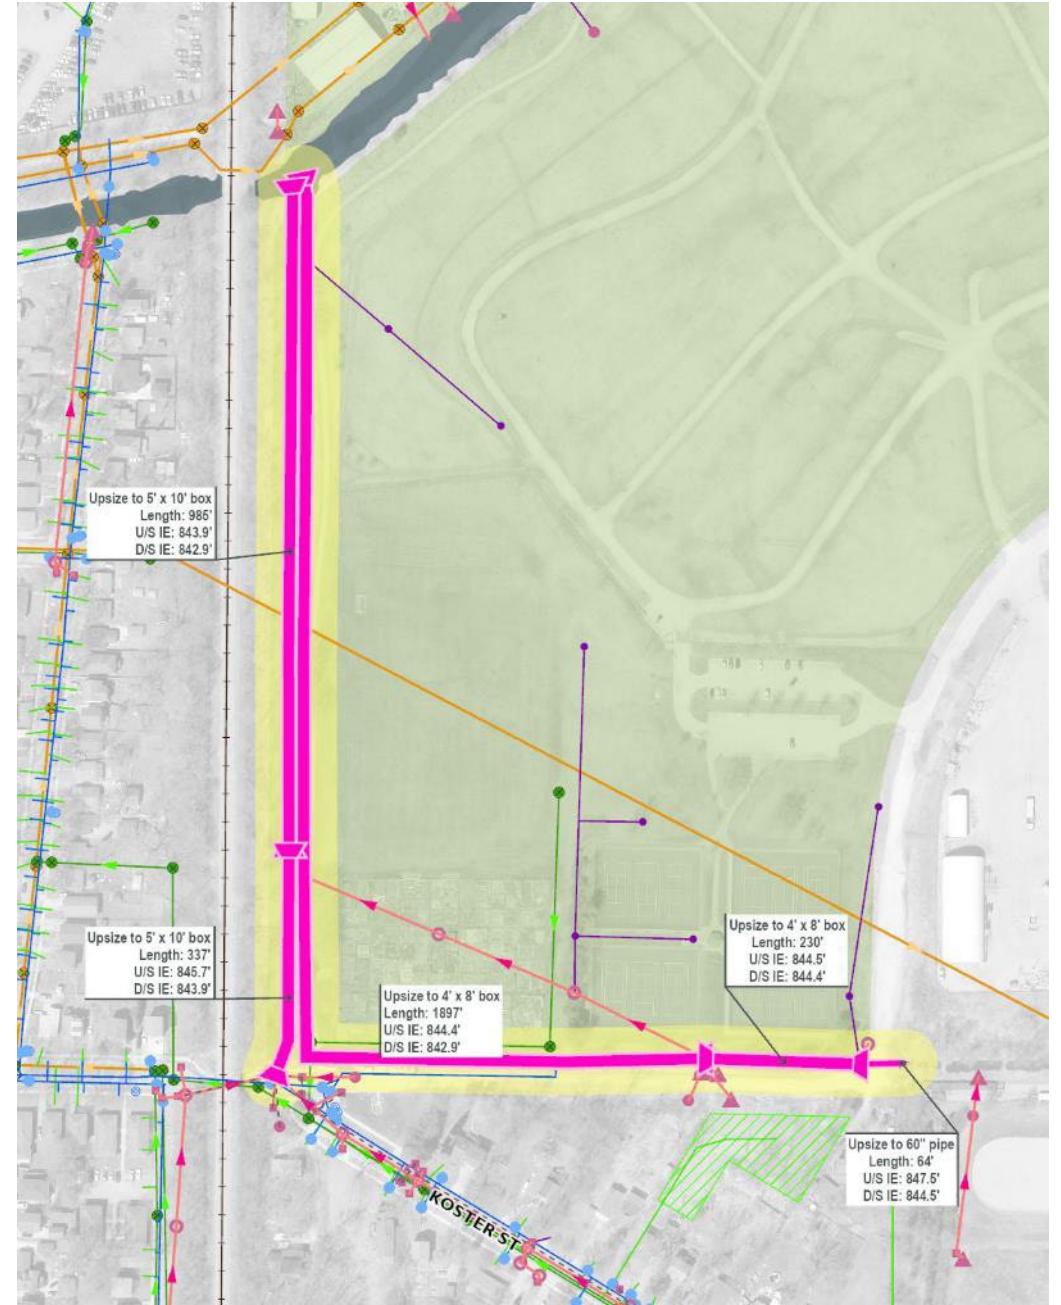 Upsize to 5' x 10' box
Length: 985'
U/S IE: 843.9'
D/S IE: 842.9'
Upsize to 5' x 10' box
Length: 337'
U/S IE: 845.7'
D/S IE: 843.9'
Upsize to 4' x 8' box
Length: 230'
U/S IE: 844.5'
D/S IE: 844.4'
Upsize to 4' x 8' box
Length: 1897'
U/S IE: 844.4'
D/S IE: 842.9'
Upsize to 60" pipe
Length: 64'
U/S IE: 847.5'
D/S IE: 844.5'
KOSTER ST